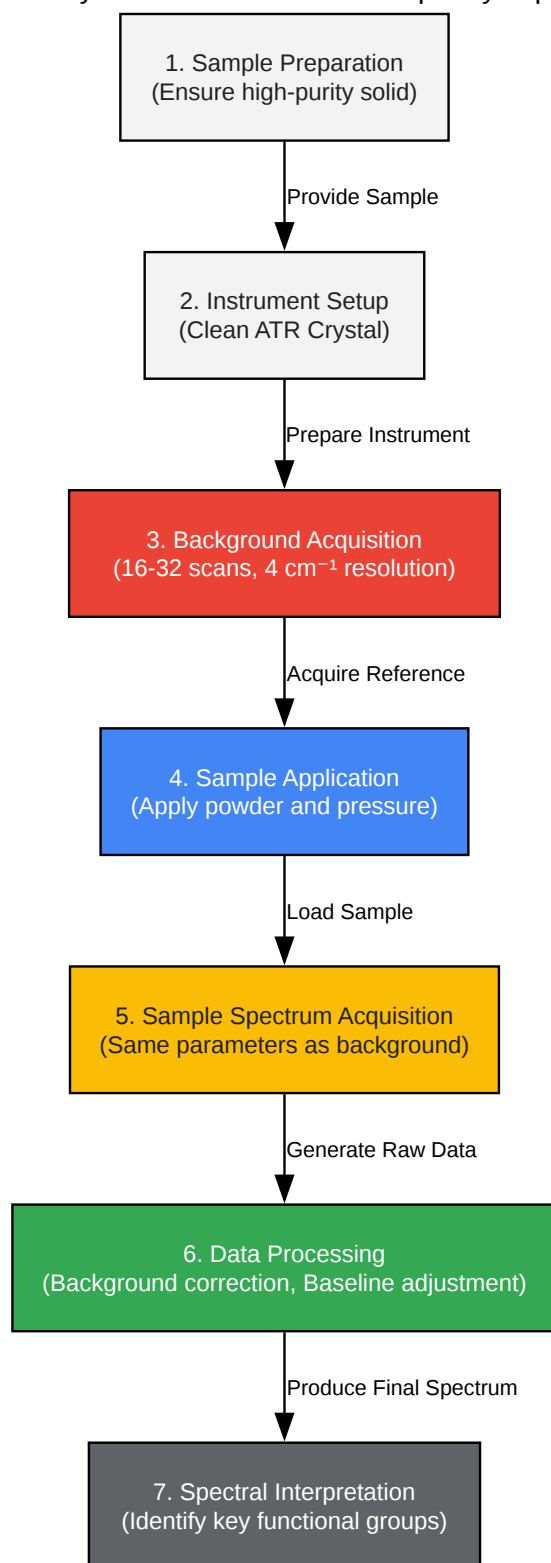 1. Sample Preparation
(Ensure high-purity solid)
Provide Sample
2. Instrument Setup
(Clean ATR Crystal)
Prepare Instrument
3. Background Acquisition
(16-32 scans, 4 cm⁻¹ resolution)
Acquire Reference
4. Sample Application
(Apply powder and pressure)
Load Sample
5. Sample Spectrum Acquisition
(Same parameters as background)
Generate Raw Data
6. Data Processing
(Background correction, Baseline adjustment)
Produce Final Spectrum
7. Spectral Interpretation
(Identify key functional groups)